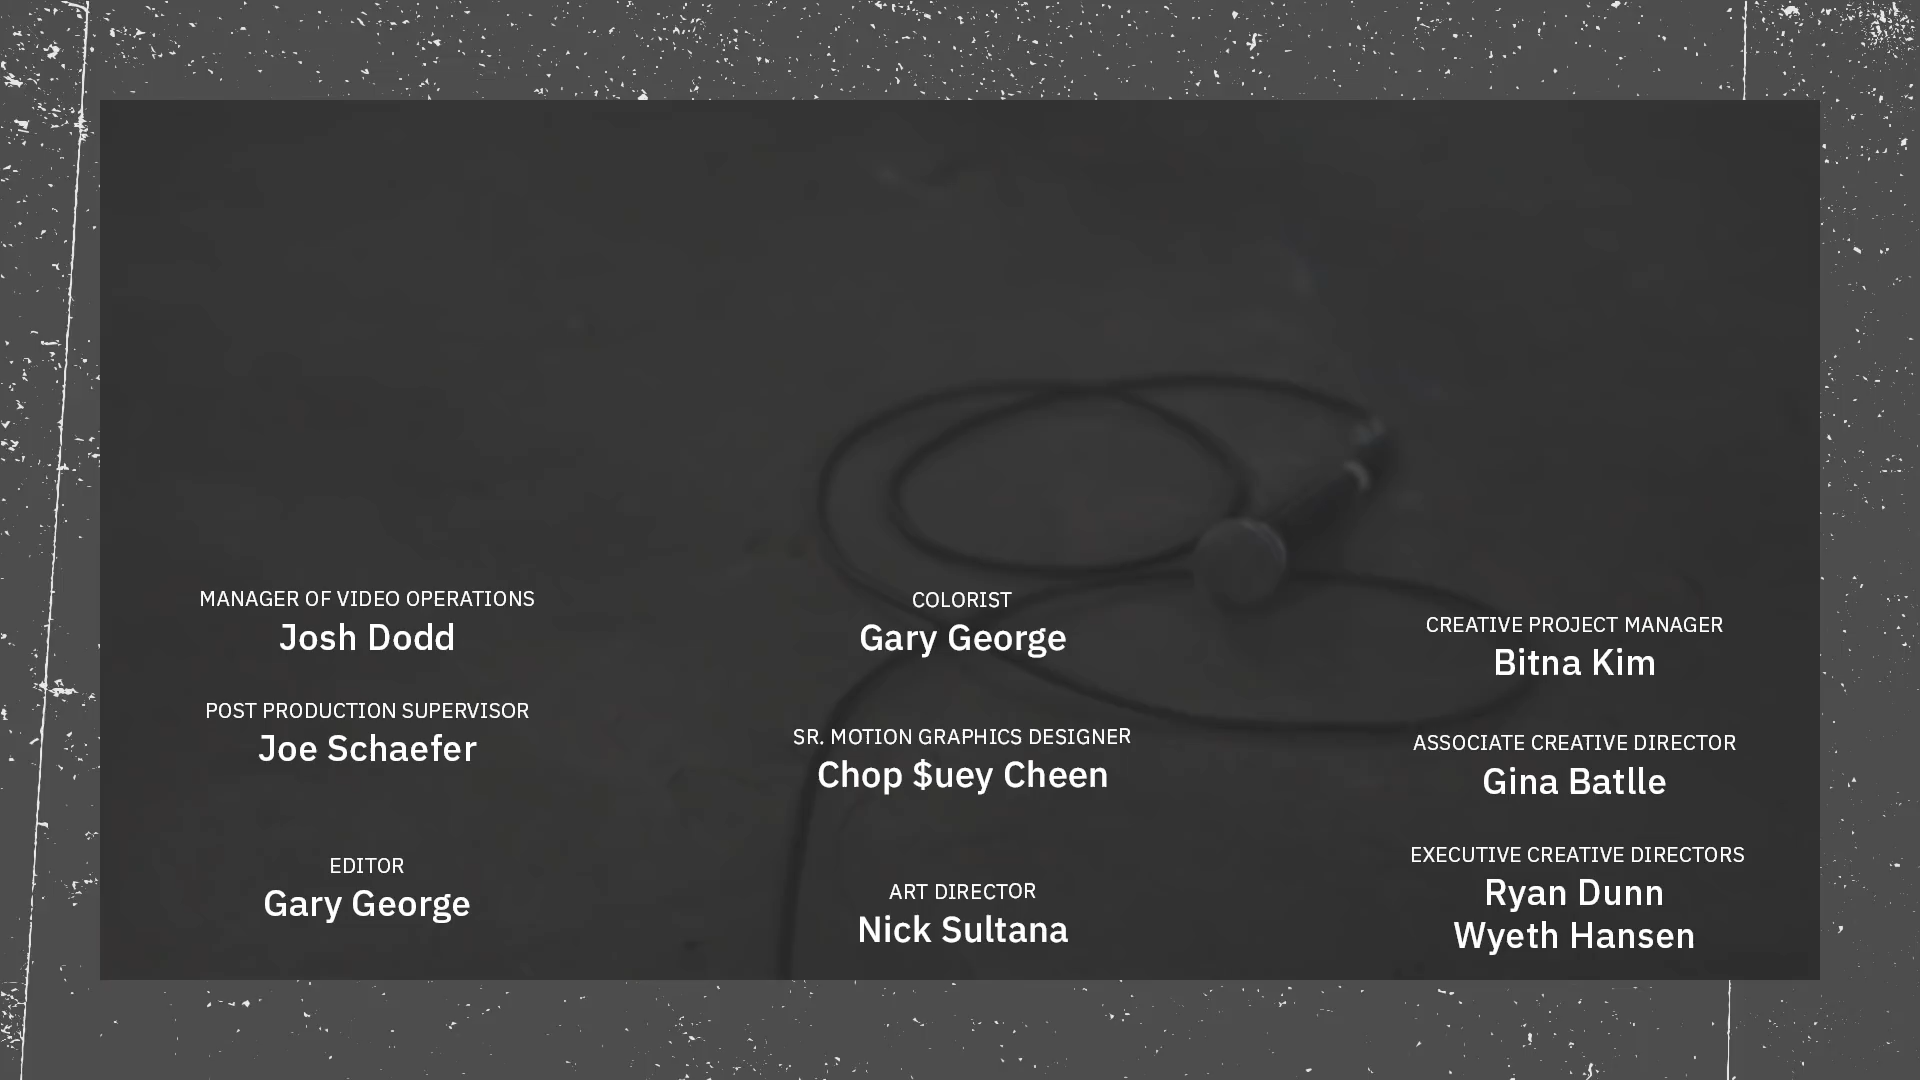 MANAGER OF VIDEO OPERATIONS
Josh Dodd
POST PRODUCTION SUPERVISOR
Joe Schaefer
EDITOR
Gary George
COLORIST
Gary George
SR. MOTION GRAPHICS DESIGNER
Chop $uey Cheen
ART DIRECTOR
Nick Sultana
CREATIVE PROJECT MANAGER
Bitna Kim
ASSOCIATE CREATIVE DIRECTOR
Gina Batlle
EXECUTIVE CREATIVE DIRECTORS
Ryan Dunn
Wyeth Hansen